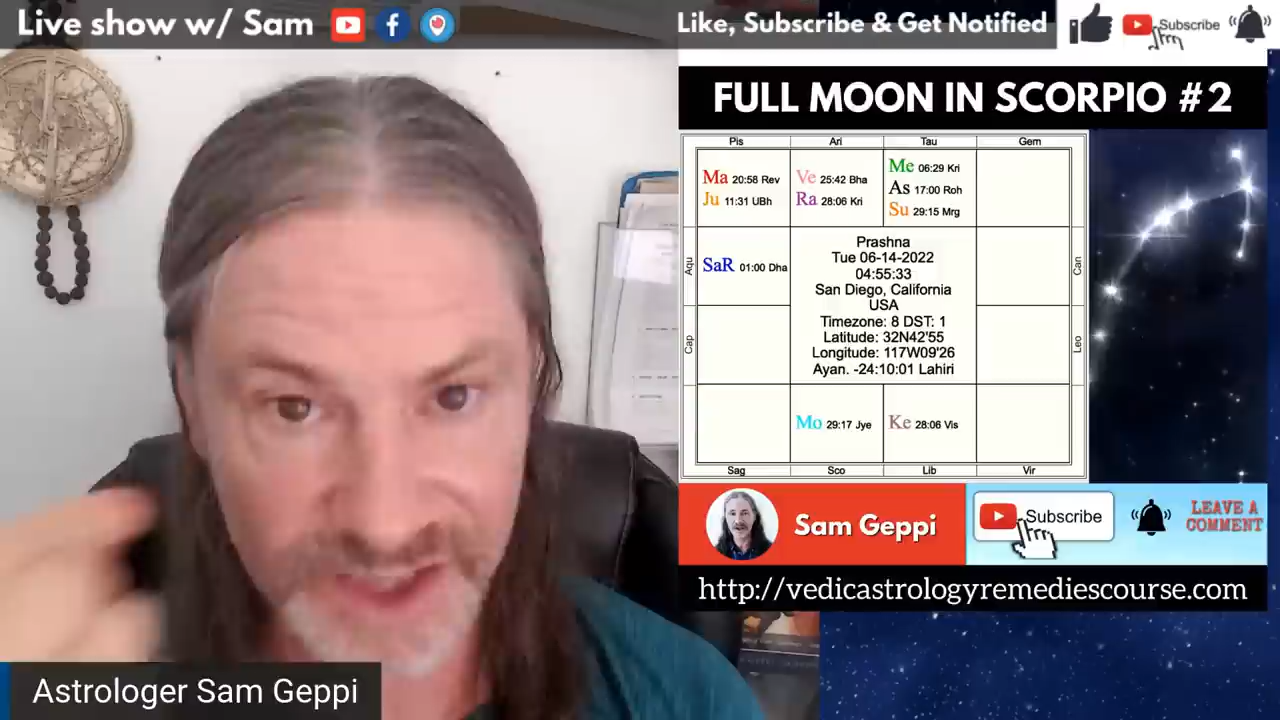 Live show w/ Sam
Like, Subscribe & Get Notified
Subscribe
FULL MOON IN SCORPIO #2
Pis Ari Tau Gem
Ma 20:58 Rev
Ju 11:31 UBh
Ve 25:42 Bha
Ra 28:06 Kri
Me 06:29 Kri
As 17:00 Roh
Su 29:15 Mrg
Aqu
SaR 01:00 Dha
Can
Prashna
Tue 06-14-2022
04:55:33
San Diego, California
USA
Timezone: 8 DST: 1
Latitude: 32N42'55
Longitude: 117W09'26
Ayan. -24:10:01 Lahiri
Cap
Leo
Mo 29:17 Jye
Ke 28:06 Vis
Sag Sco Lib Vir
Sam Geppi
Subscribe
LEAVE A
COMMENT
http://vedicastrologyremediescourse.com
Astrologer Sam Geppi